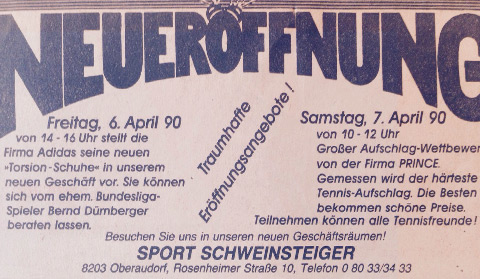 NEUERÖFFNUNG
Freitag, 6. April 90
von 14 - 16 Uhr stellt die
Firma Adidas seine neuen
»Torsion-Schuhe« in unserem
neuen Geschäft vor. Sie können
sich vom ehem. Bundesliga-
Spieler Bernd Dürnberger
beraten lassen.
Traumhafte
Eröffnungsangebote!
Samstag, 7. April 90
von 10 - 12 Uhr
Großer Aufschlag-Wettbewer
von der Firma PRINCE.
Gemessen wird der härteste
Tennis-Aufschlag. Die Besten
bekommen schöne Preise.
Teilnehmen können alle Tennisfreunde!
Besuchen Sie uns in unseren neuen Geschäftsräumen!
SPORT SCHWEINSTEIGER
8203 Oberaudorf, Rosenheimer Straße 10, Telefon 0 80 33/34 33